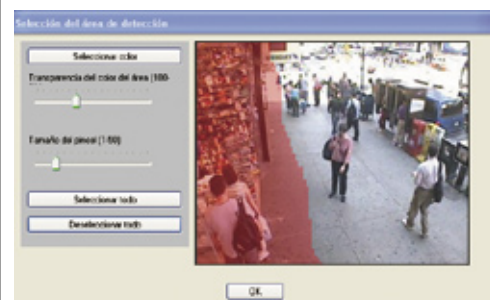 Selección del área de detección
Seleccionar color
Transparencia del color del área (100-
Tamaño del pincel (1-50):
Seleccionar todo
Deseleccionar todo
OK